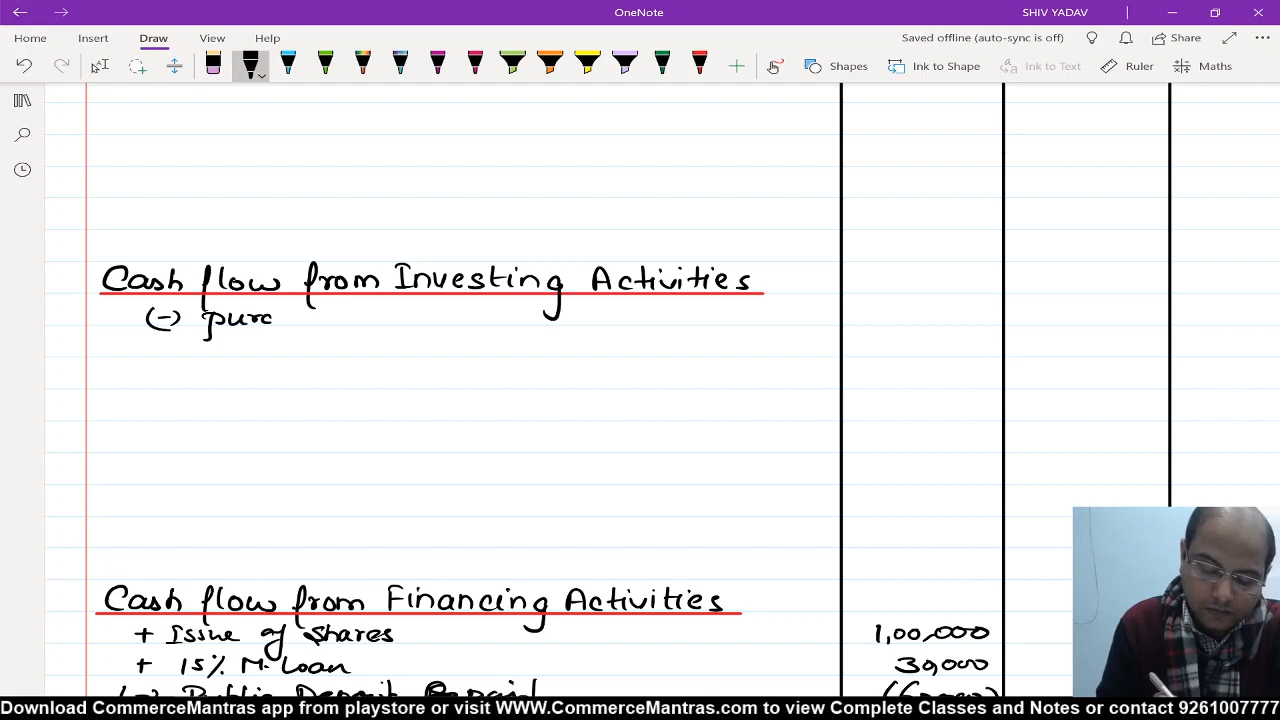 OneNote
SHIV YADAV
Home Insert Draw View Help
Saved offline (auto-sync is off)
Share
Shapes
Ink to Shape
Ink to Text
Ruler
Maths
Cash flow from Investing Activities
(-) purc
Cash flow from Financing Activities
+ Issue of shares 1,00,000
+ 15% M. Loan 30,000
(-) Public Deposit Repaid
Download CommerceMantras app from playstore or visit WWW.CommerceMantras.com to view Complete Classes and Notes or contact 9261007777